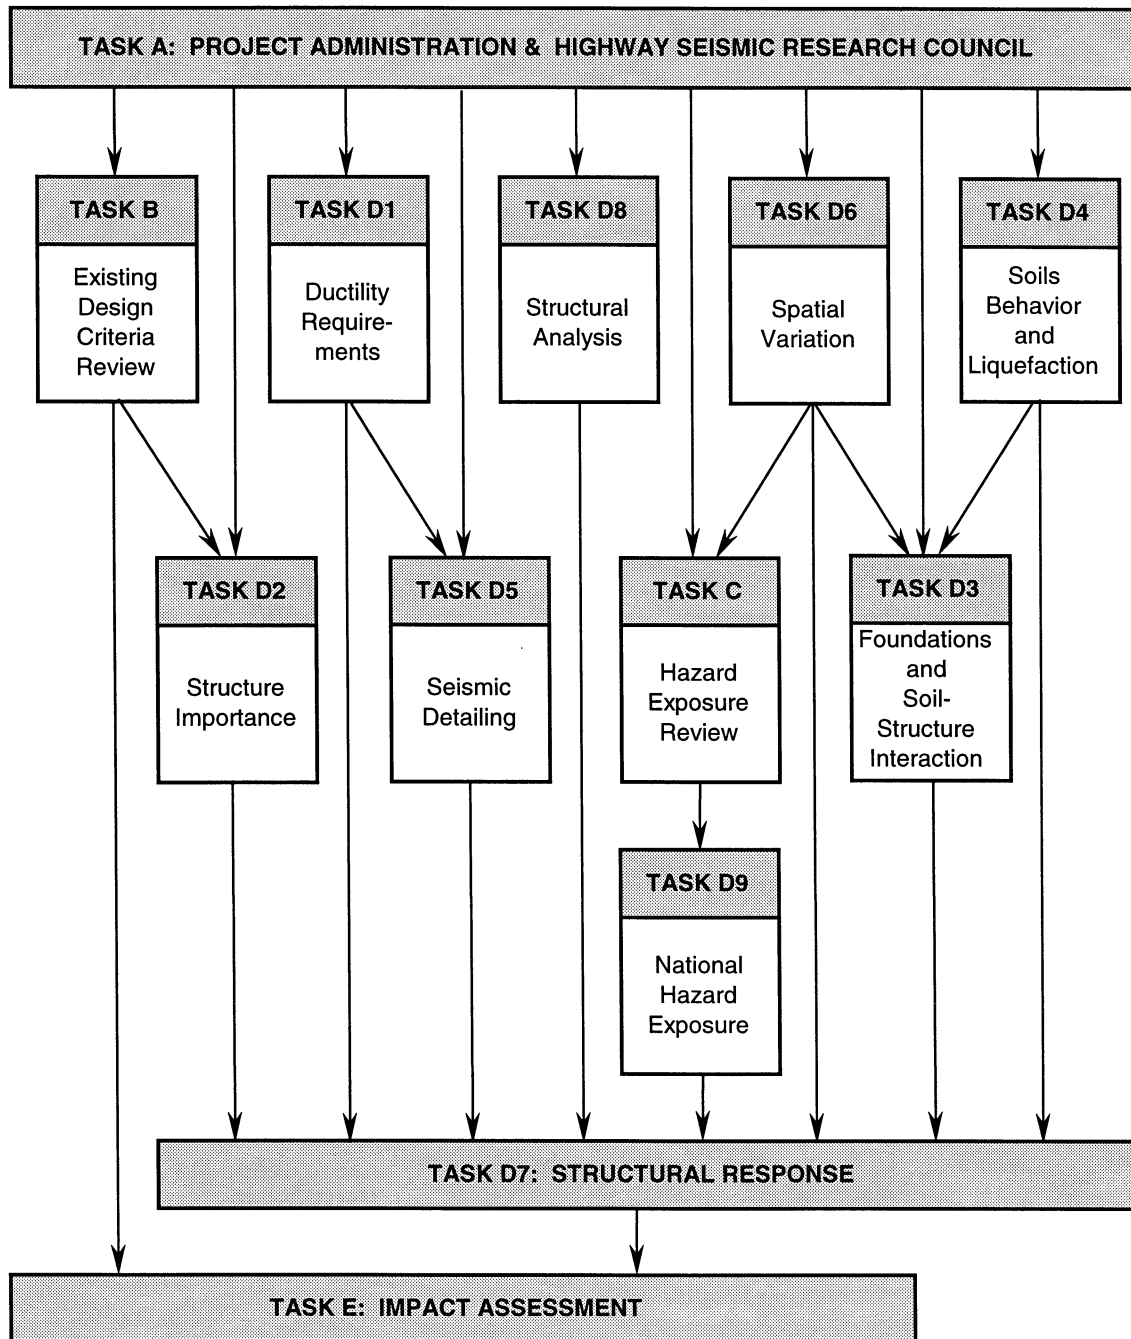 TASK A: PROJECT ADMINISTRATION & HIGHWAY SEISMIC RESEARCH COUNCIL
TASK B
Existing
Design
Criteria
Review
TASK D1
Ductility
Require-
ments
TASK D8
Structural
Analysis
TASK D6
Spatial
Variation
TASK D4
Soils
Behavior
and
Liquefaction
TASK D2
Structure
Importance
TASK D5
Seismic
Detailing
TASK C
Hazard
Exposure
Review
TASK D3
Foundations
and
Soil-
Structure
Interaction
TASK D9
National
Hazard
Exposure
TASK D7: STRUCTURAL RESPONSE
TASK E: IMPACT ASSESSMENT